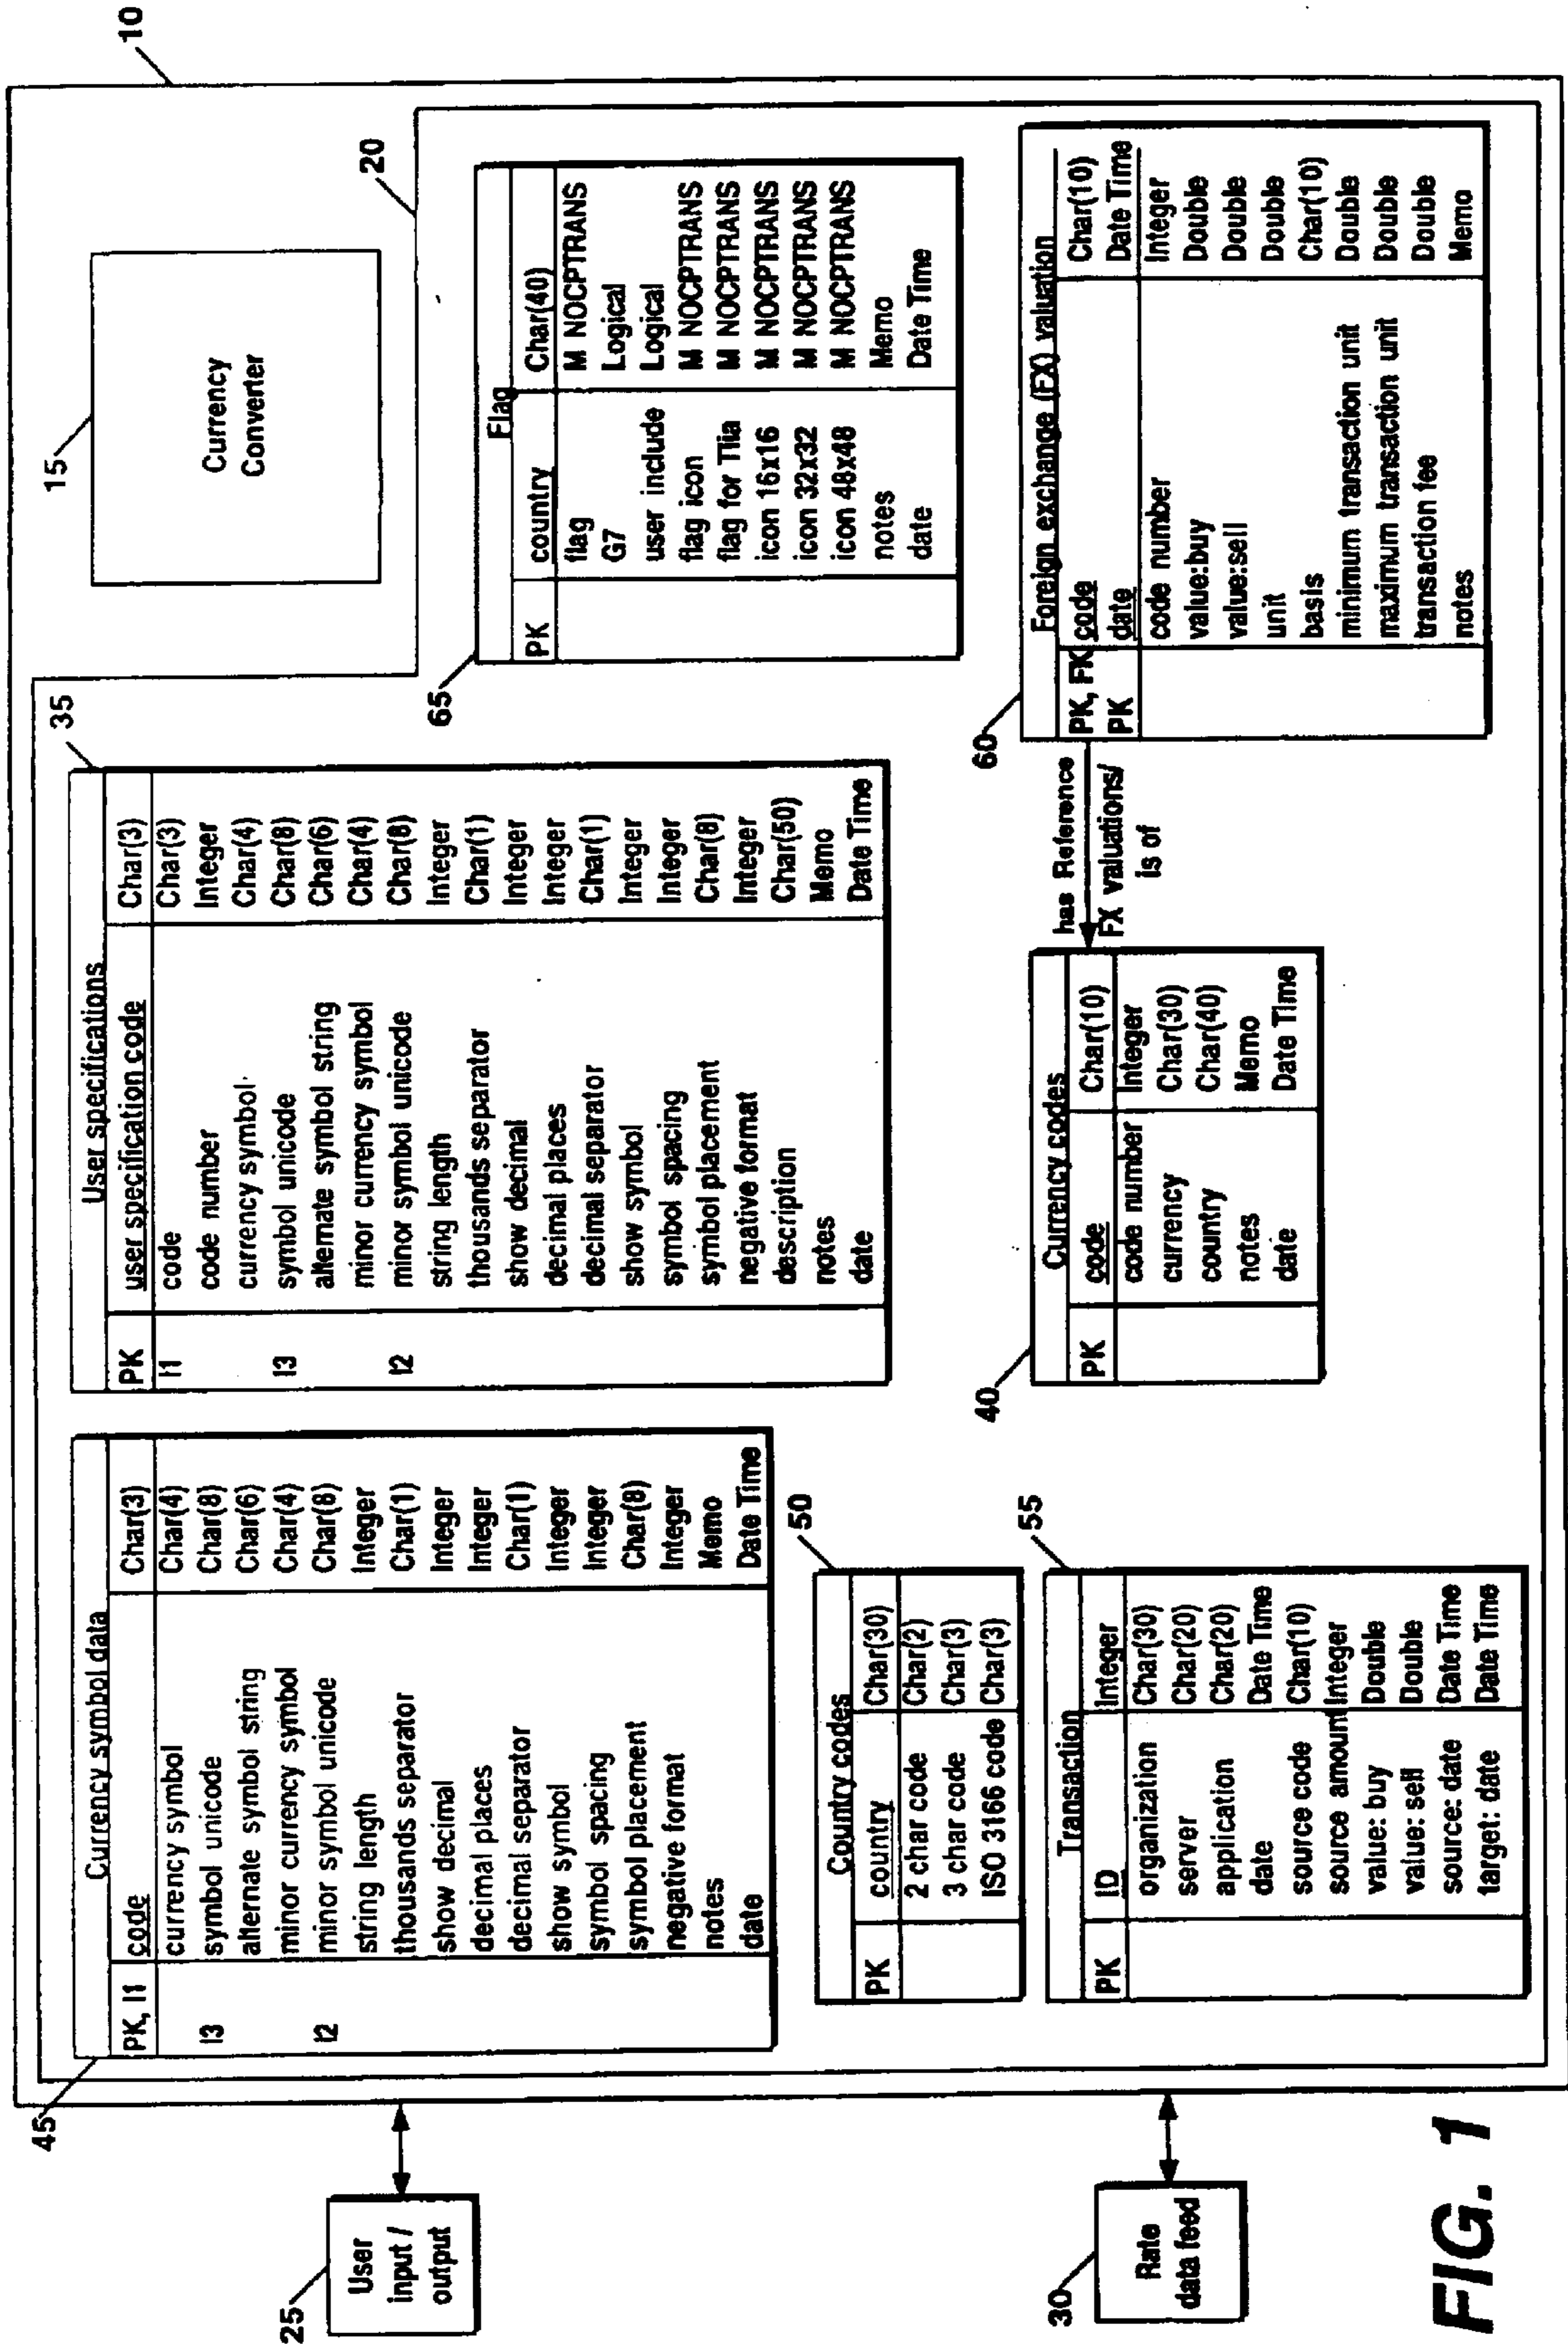 10
15
Currency
Converter
20
25
User
input /
output
30
Rate
data feed
45
Currency symbol data
PK, I1 code Char(3)
currency symbol Char(4)
I3 symbol unicode Char(8)
alternate symbol string Char(6)
minor currency symbol Char(4)
I2 minor symbol unicode Char(8)
string length Integer
thousands separator Char(1)
show decimal Integer
decimal places Integer
decimal separator Char(1)
show symbol Integer
symbol spacing Integer
symbol placement Char(8)
negative format Integer
notes Memo
date Date Time
35
User specifications
PK user specification code Char(3)
I1 code Char(3)
code number Integer
currency symbol Char(4)
I3 symbol unicode Char(8)
alternate symbol string Char(6)
minor currency symbol Char(4)
I2 minor symbol unicode Char(8)
string length Integer
thousands separator Char(1)
show decimal Integer
decimal places Integer
decimal separator Char(1)
show symbol Integer
symbol spacing Integer
symbol placement Char(8)
negative format Integer
description Char(50)
notes Memo
date Date Time
65
Flag
PK country Char(40)
flag M NOCPTRANS
G7 Logical
user include Logical
flag icon M NOCPTRANS
flag for Tlia M NOCPTRANS
icon 16x16 M NOCPTRANS
icon 32x32 M NOCPTRANS
icon 48x48 M NOCPTRANS
notes Memo
date Date Time
50
Country codes
PK country Char(30)
2 char code Char(2)
3 char code Char(3)
ISO 3166 code Char(3)
55
Transaction
PK ID Integer
organization Char(30)
server Char(20)
application Char(20)
date Date Time
source code Char(10)
source amount Integer
value: buy Double
value: sell Double
source: date Date Time
target: date Date Time
40
Currency codes
PK code Char(10)
code number Integer
currency Char(30)
country Char(40)
notes Memo
date Date Time
has Reference
FX valuations/
is of
60
Foreign exchange (FX) valuation
PK, FK code Char(10)
PK date Date Time
code number Integer
value:buy Double
value:sell Double
unit Double
basis Char(10)
minimum transaction unit Double
maximum transaction unit Double
transaction fee Double
notes Memo
FIG. 1